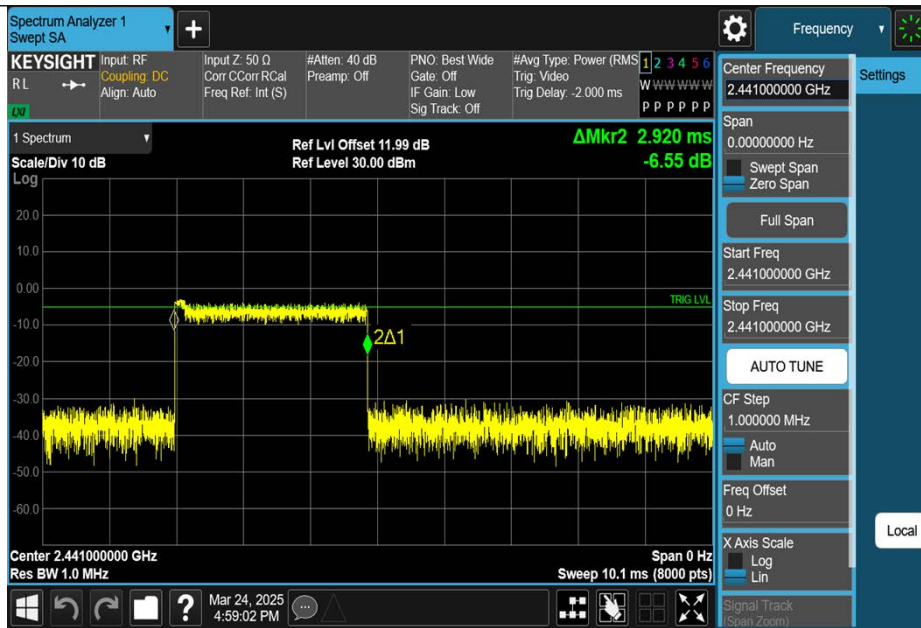 Spectrum Analyzer 1
Swept SA
+
Frequency
KEYSIGHT
R L
LXI
Input: RF
Coupling: DC
Align: Auto
Input Z: 50 Ω
Corr CCorr RCal
Freq Ref: Int (S)
#Atten: 40 dB
Preamp: Off
PNO: Best Wide
Gate: Off
IF Gain: Low
Sig Track: Off
#Avg Type: Power (RMS
Trig: Video
Trig Delay: -2.000 ms
1 2 3 4 5 6
W W W W W W
P P P P P P
1 Spectrum
Scale/Div 10 dB
Log
Ref Lvl Offset 11.99 dB
Ref Level 30.00 dBm
ΔMkr2 2.920 ms
-6.55 dB
20.0
10.0
0.00
-10.0
-20.0
-30.0
-40.0
-50.0
-60.0
TRIG LVL
2Δ1
Center 2.441000000 GHz
Res BW 1.0 MHz
Span 0 Hz
Sweep 10.1 ms (8000 pts)
Center Frequency
2.441000000 GHz
Span
0.00000000 Hz
Swept Span
Zero Span
Full Span
Start Freq
2.441000000 GHz
Stop Freq
2.441000000 GHz
AUTO TUNE
CF Step
1.000000 MHz
Auto
Man
Freq Offset
0 Hz
X Axis Scale
Log
Lin
Signal Track
(Span Zoom)
Settings
Local
?
Mar 24, 2025
4:59:02 PM